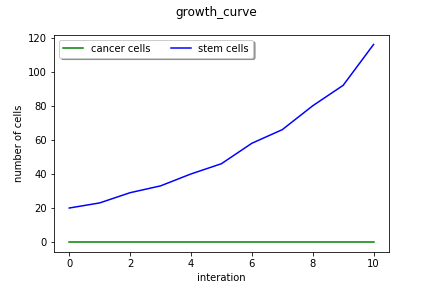 growth_curve
cancer cells
stem cells
number of cells
120
100
80
60
40
20
0
0 2 4 6 8 10
interation